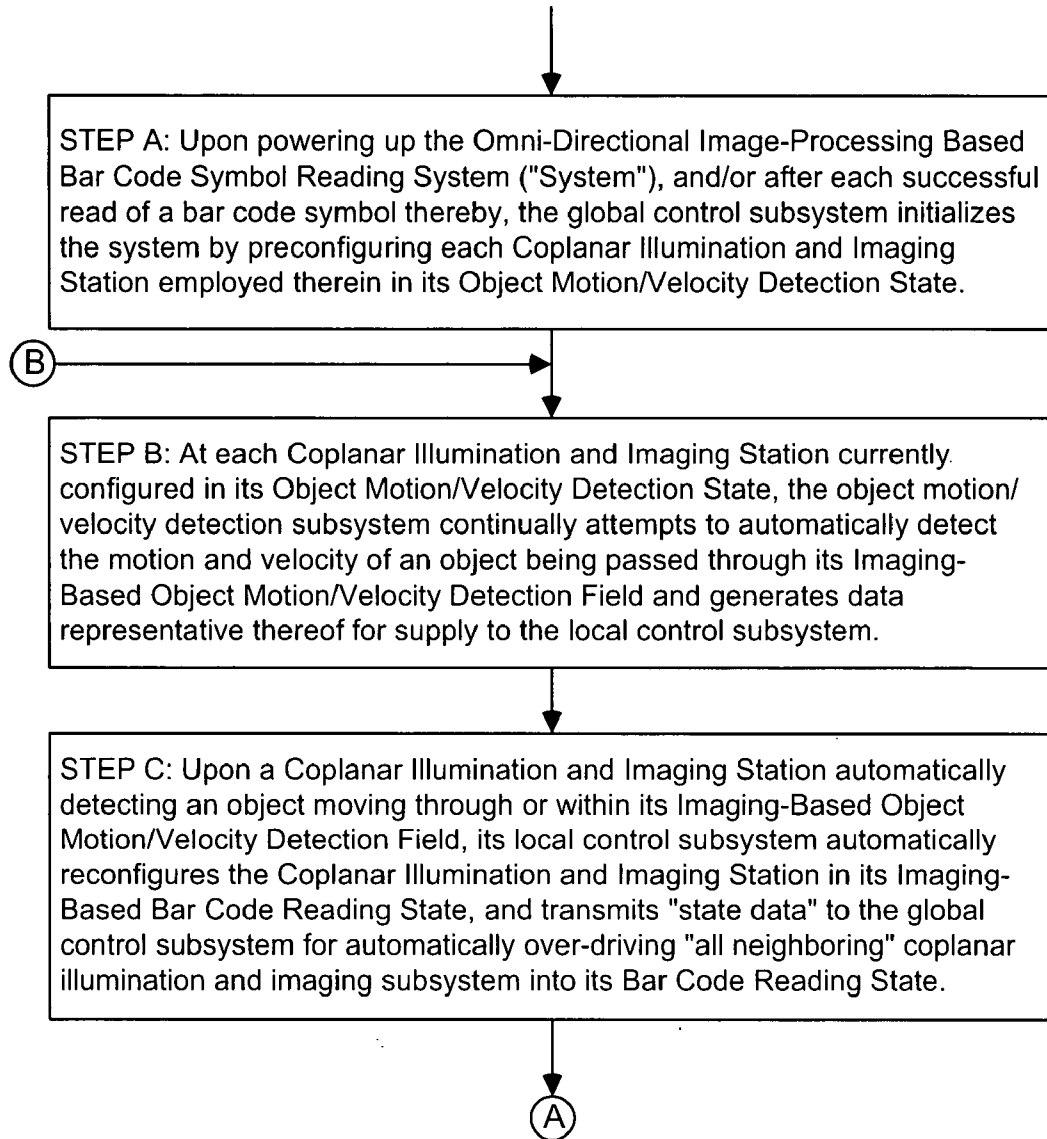 STEP A: Upon powering up the Omni-Directional Image-Processing Based
Bar Code Symbol Reading System ("System"), and/or after each successful
read of a bar code symbol thereby, the global control subsystem initializes
the system by preconfiguring each Coplanar Illumination and Imaging
Station employed therein in its Object Motion/Velocity Detection State.
B
STEP B: At each Coplanar Illumination and Imaging Station currently
configured in its Object Motion/Velocity Detection State, the object motion/
velocity detection subsystem continually attempts to automatically detect
the motion and velocity of an object being passed through its Imaging-
Based Object Motion/Velocity Detection Field and generates data
representative thereof for supply to the local control subsystem.
STEP C: Upon a Coplanar Illumination and Imaging Station automatically
detecting an object moving through or within its Imaging-Based Object
Motion/Velocity Detection Field, its local control subsystem automatically
reconfigures the Coplanar Illumination and Imaging Station in its Imaging-
Based Bar Code Reading State, and transmits "state data" to the global
control subsystem for automatically over-driving "all neighboring" coplanar
illumination and imaging subsystem into its Bar Code Reading State.
A